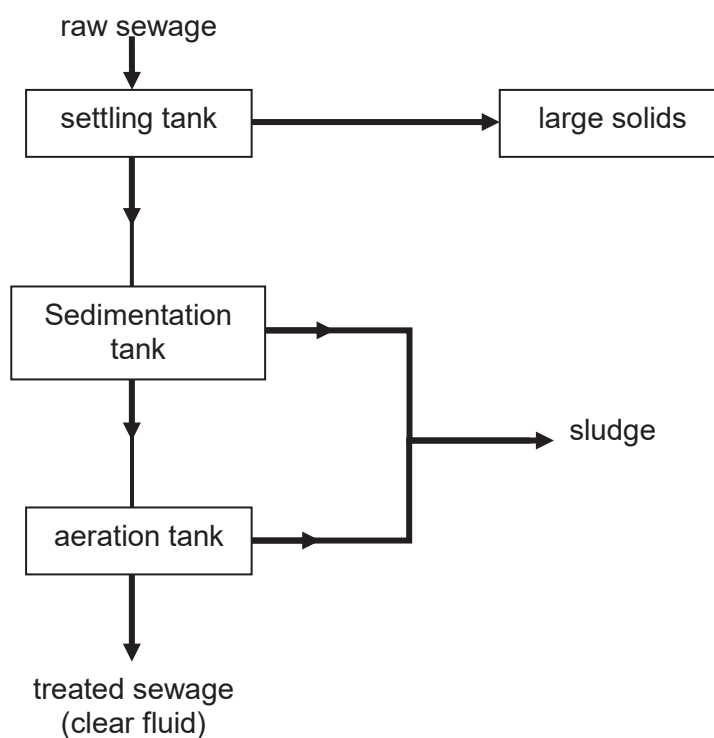 raw sewage
settling tank
large solids
Sedimentation
tank
sludge
aeration tank
treated sewage
(clear fluid)